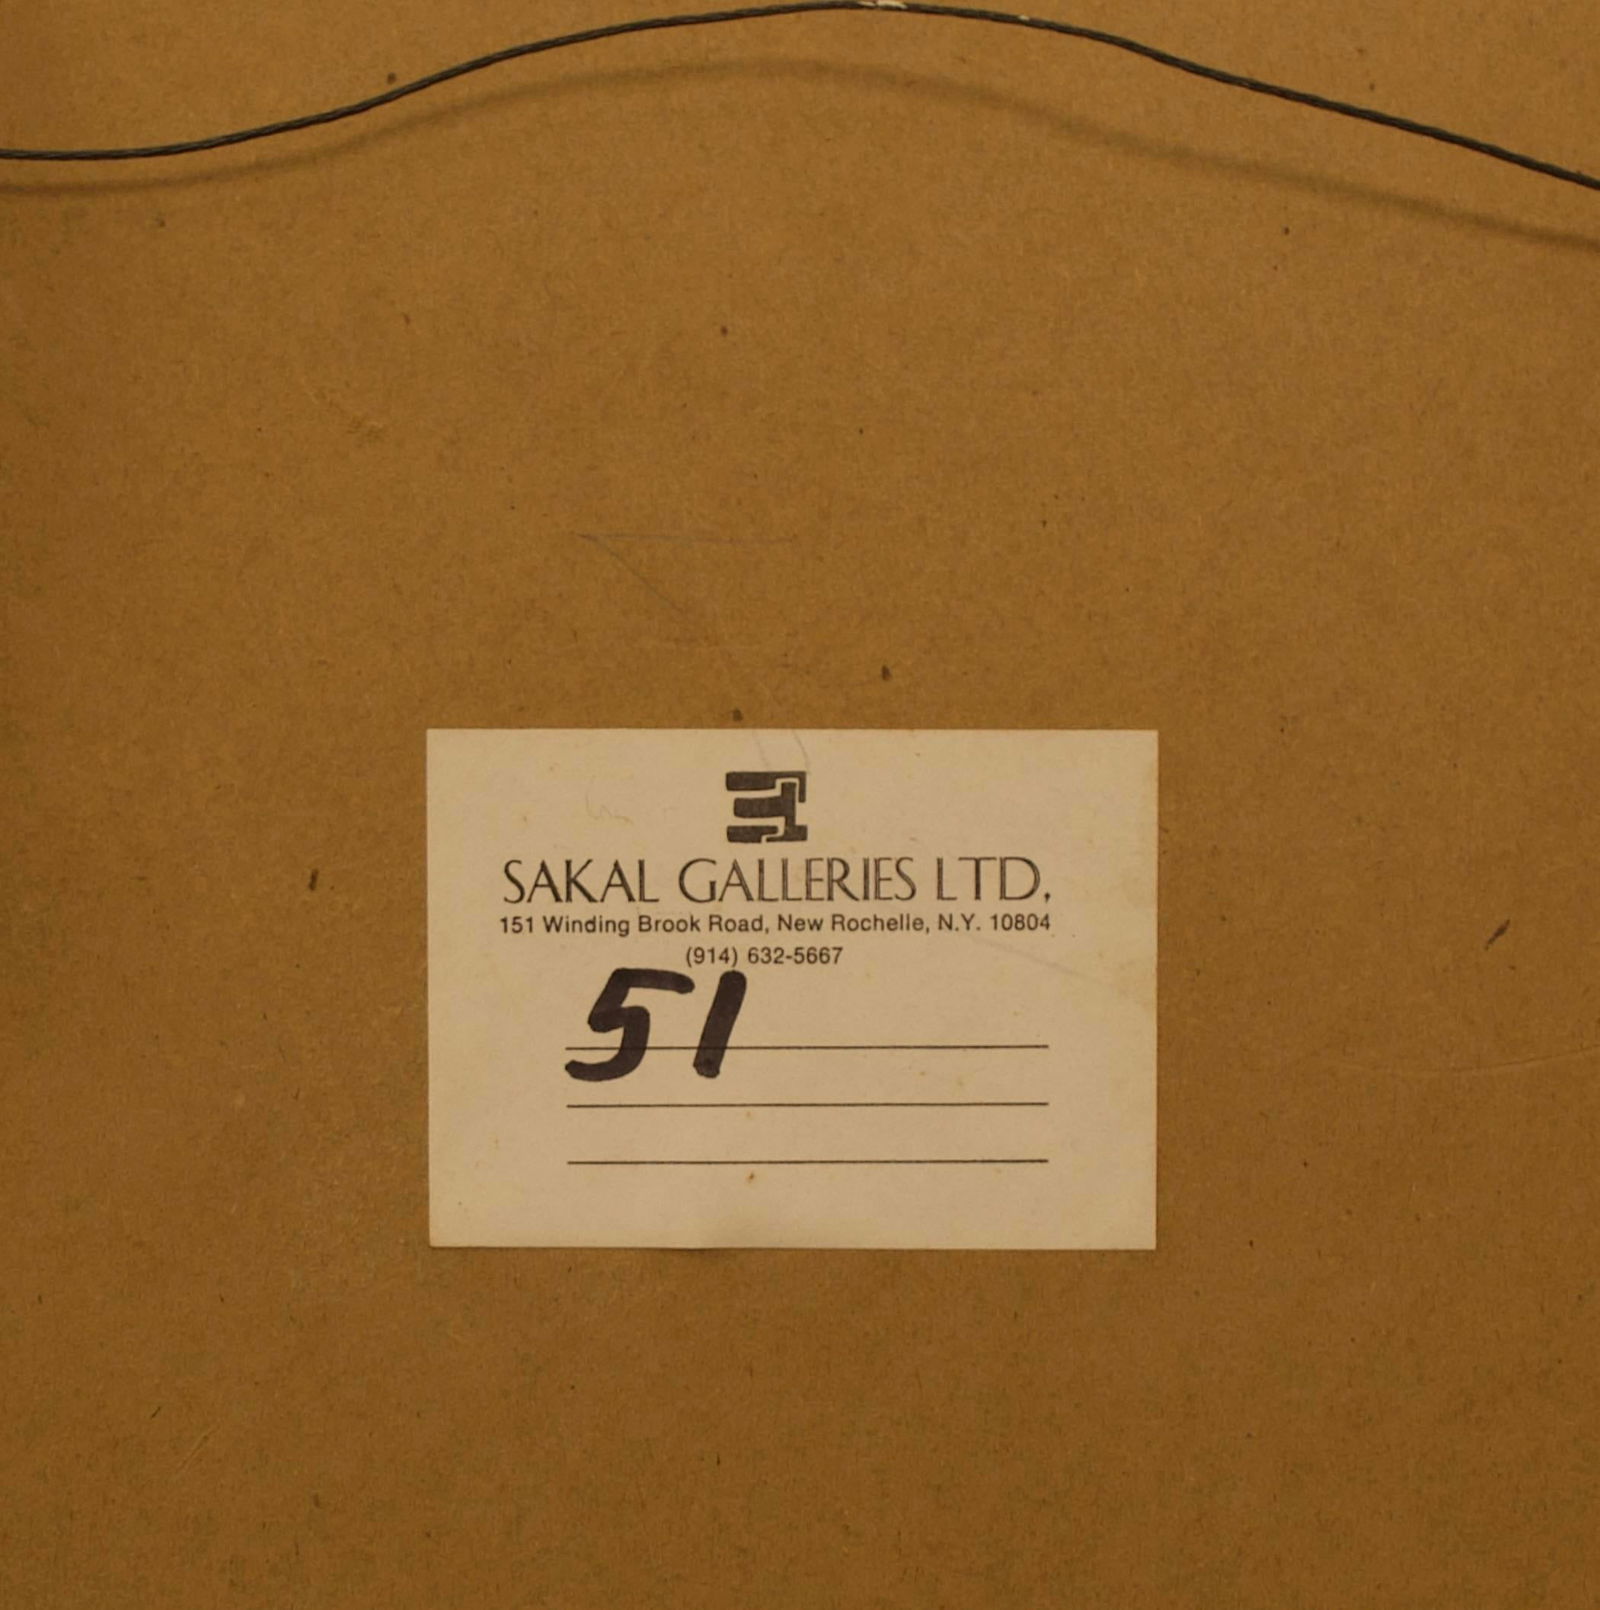 SAKAL GALLERIES LTD.
151 Winding Brook Road, New Rochelle, N.Y. 10804
(914) 632-5667
51